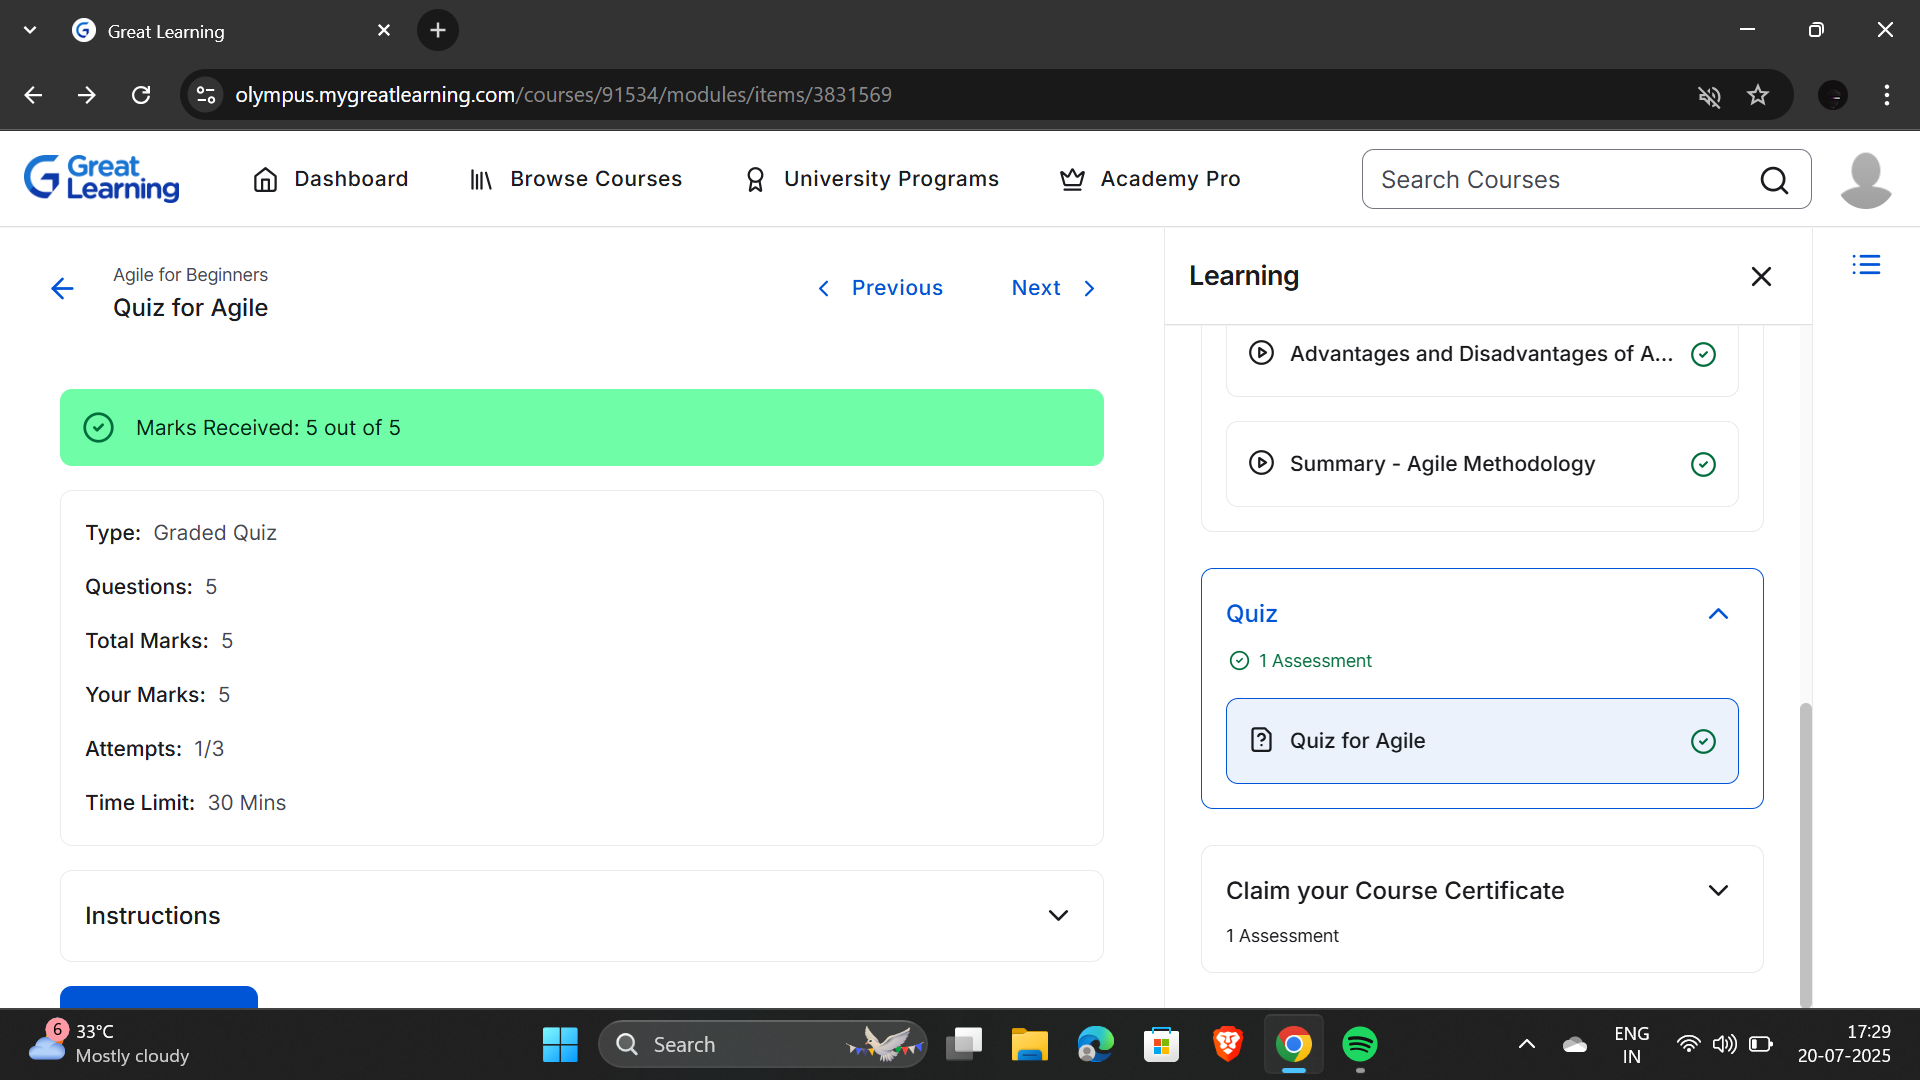 Great Learning
olympus.mygreatlearning.com/courses/91534/modules/items/3831569
Great Learning
Dashboard
Browse Courses
University Programs
Academy Pro
Search Courses
Agile for Beginners
Quiz for Agile
Previous
Next
Marks Received: 5 out of 5
Type: Graded Quiz
Questions: 5
Total Marks: 5
Your Marks: 5
Attempts: 1/3
Time Limit: 30 Mins
Instructions
Learning
Advantages and Disadvantages of A...
Summary - Agile Methodology
Quiz
1 Assessment
Quiz for Agile
Claim your Course Certificate
1 Assessment
6
33°C
Mostly cloudy
Search
ENG
IN
17:29
20-07-2025